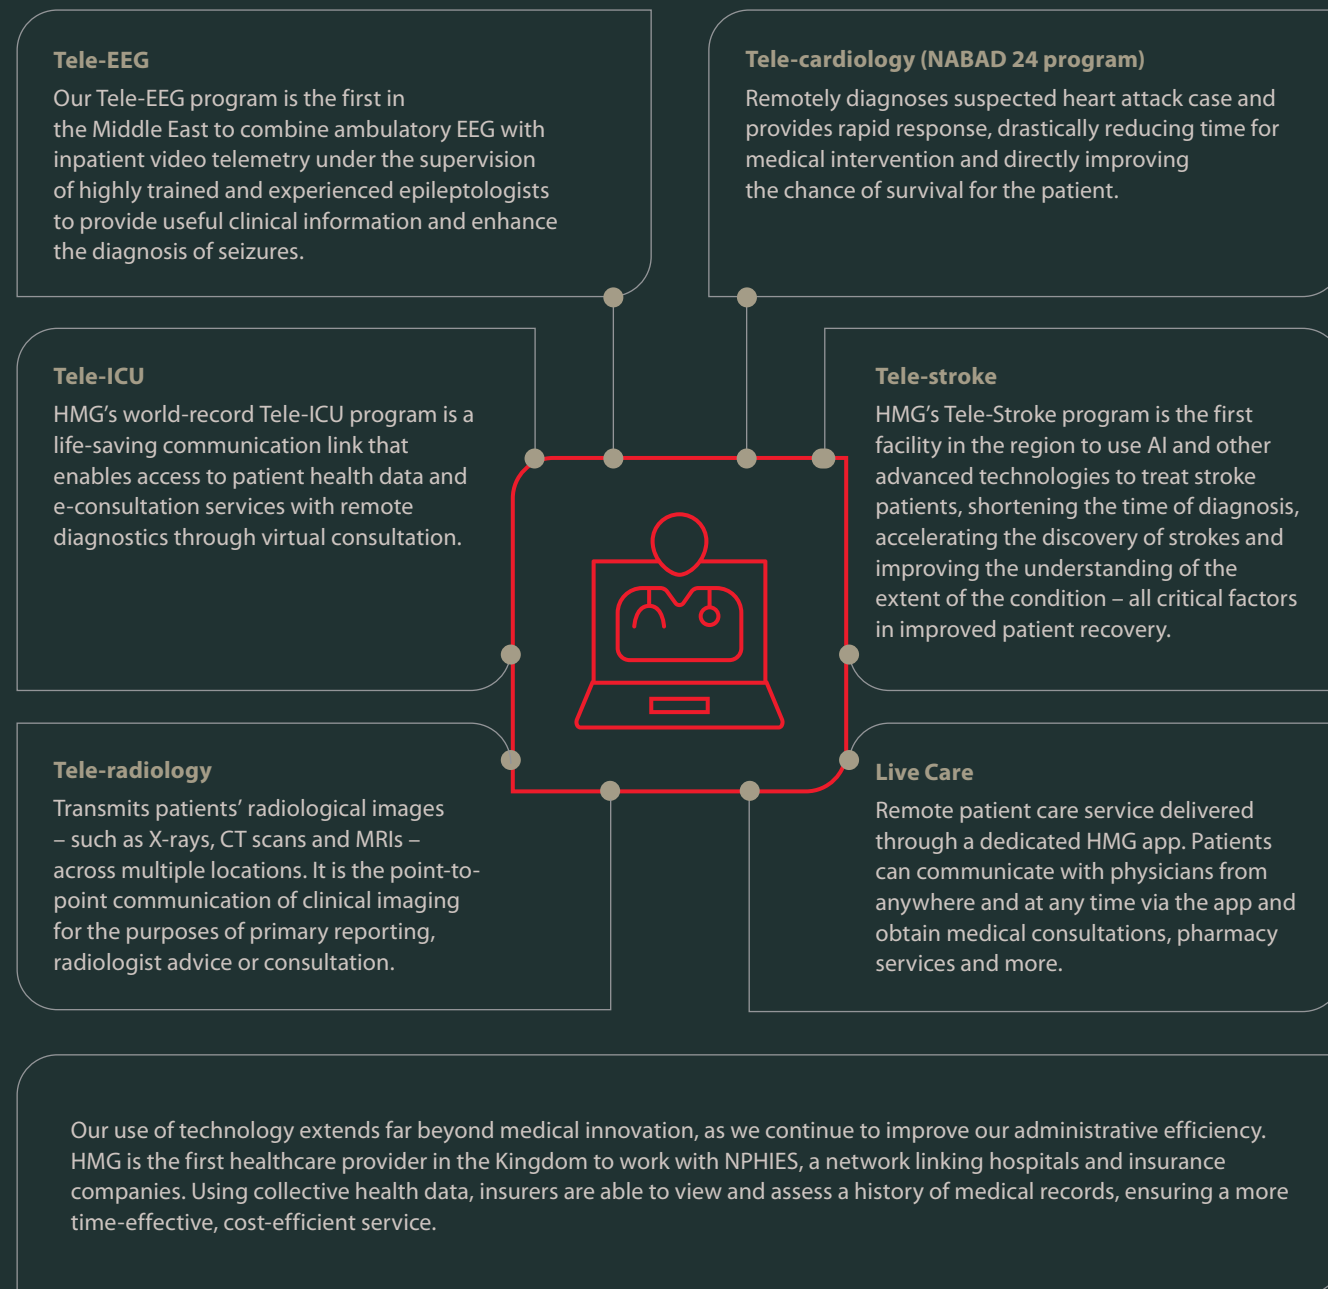 Tele-EEG
Our Tele-EEG program is the first in
the Middle East to combine ambulatory EEG with
inpatient video telemetry under the supervision
of highly trained and experienced epileptologists
to provide useful clinical information and enhance
the diagnosis of seizures.
Tele-cardiology (NABAD 24 program)
Remotely diagnoses suspected heart attack case and
provides rapid response, drastically reducing time for
medical intervention and directly improving
the chance of survival for the patient.
Tele-ICU
HMG’s world-record Tele-ICU program is a
life-saving communication link that
enables access to patient health data and
e-consultation services with remote
diagnostics through virtual consultation.
Tele-stroke
HMG’s Tele-Stroke program is the first
facility in the region to use AI and other
advanced technologies to treat stroke
patients, shortening the time of diagnosis,
accelerating the discovery of strokes and
improving the understanding of the
extent of the condition – all critical factors
in improved patient recovery.
Tele-radiology
Transmits patients’ radiological images
– such as X-rays, CT scans and MRIs –
across multiple locations. It is the point-to-
point communication of clinical imaging
for the purposes of primary reporting,
radiologist advice or consultation.
Live Care
Remote patient care service delivered
through a dedicated HMG app. Patients
can communicate with physicians from
anywhere and at any time via the app and
obtain medical consultations, pharmacy
services and more.
Our use of technology extends far beyond medical innovation, as we continue to improve our administrative efficiency.
HMG is the first healthcare provider in the Kingdom to work with NPHIES, a network linking hospitals and insurance
companies. Using collective health data, insurers are able to view and assess a history of medical records, ensuring a more
time-effective, cost-efficient service.